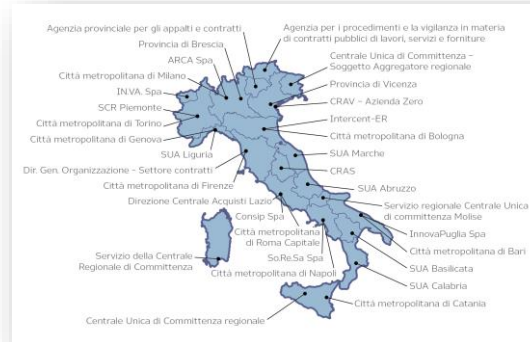 Agenzia provinciale per gli appalti e contratti
Provincia di Brescia
ARCA Spa
Città metropolitana di Milano
IN.VA. Spa
SCR Piemonte
Città metropolitana di Torino
Città metropolitana di Genova
SUA Liguria
Dir. Gen. Organizzazione - Settore contratti
Città metropolitana di Firenze
Direzione Centrale Acquisti Lazio
Consip Spa
Città metropolitana
di Roma Capitale
So.Re.Sa Spa
Città metropolitana di Napoli
Servizio della Centrale
Regionale di Committenza
Centrale Unica di Committenza regionale
Agenzia per i procedimenti e la vigilanza in materia
di contratti pubblici di lavori, servizi e forniture
Centrale Unica di Committenza -
Soggetto Aggregatore regionale
Provincia di Vicenza
CRAV - Azienda Zero
Intercent-ER
Città metropolitana di Bologna
SUA Marche
CRAS
SUA Abruzzo
Servizio regionale Centrale Unica
di committenza Molise
InnovaPuglia Spa
Città metropolitana di Bari
SUA Basilicata
SUA Calabria
Città metropolitana di Catania